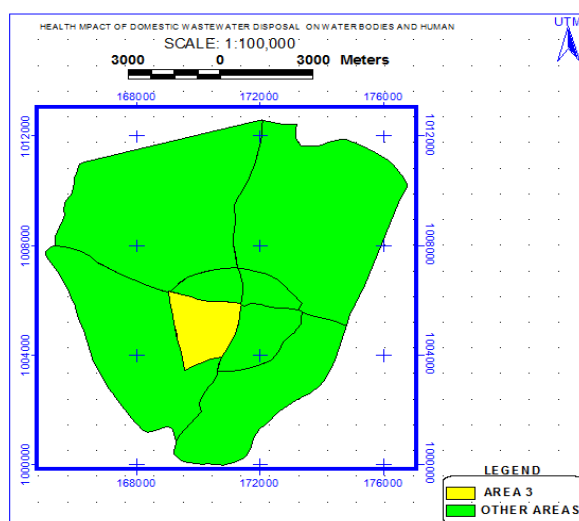 HEALTH MPACT OF DOMESTIC WASTEWATER DISPOSAL ON WATER BODIES AND HUMAN
UTM
SCALE: 1:100,000
3000 0 3000 Meters
168000 172000 176000
1012000 1012000
1008000 1008000
1004000 1004000
1000000 1000000
168000 172000 176000
LEGEND
AREA 3
OTHER AREAS